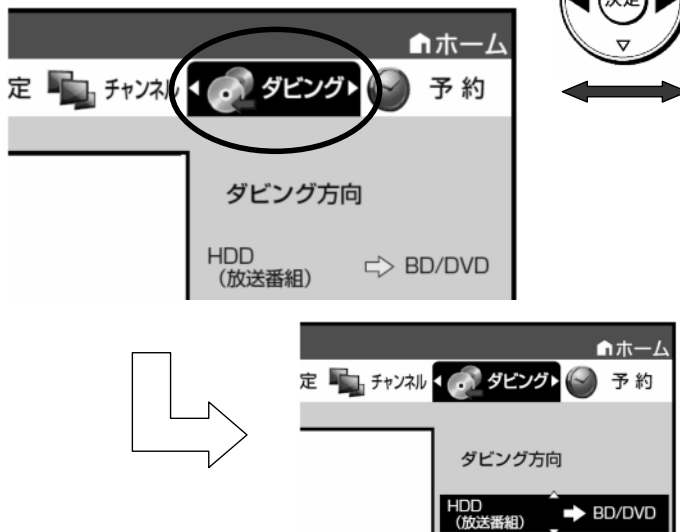 決定
ホーム
定 チャンネル ダビング 予約
ダビング方向
HDD
(放送番組) BD/DVD
ホーム
定 チャンネル ダビング 予約
ダビング方向
HDD
(放送番組) BD/DVD